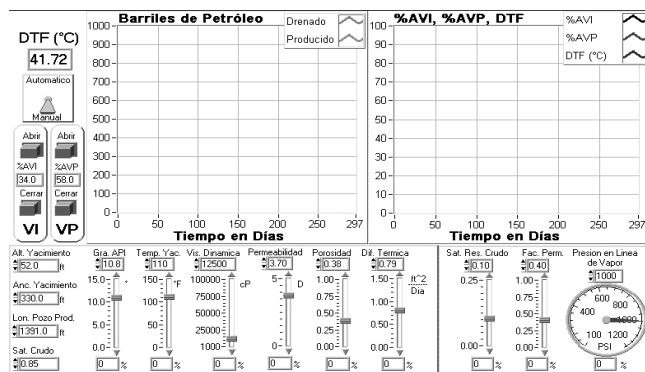 DTF (°C)
41.72
Automatico
Manual
Abrir
Abrir
%AVI
%AVP
34.0
58.0
Cerrar
Cerrar
VI
VP
Barriles de Petróleo
Drenado
Producido
1000
900
800
700
600
500
400
300
200
100
0
0
50
100
150
200
250
297
Tiempo en Días
%AVI, %AVP, DTF
%AVI
%AVP
DTF (°C)
100
90
80
70
60
50
40
30
20
10
0
0
50
100
150
200
250
297
Tiempo en Días
Alt. Yacimiento
52.0 ft
Anc. Yacimiento
330.0 ft
Lon. Pozo Prod.
1391.0 ft
Sat. Crudo
0.85
Gra. API
10.8
15.0
°
10.0
5.0
0.0
0 %
Temp. Yac.
110
150
°F
100
50
0
0 %
Vis. Dinamica
12500
100000
cP
75000
50000
25000
1000
0 %
Permeabilidad
3.70
5
D
0
0 %
Porosidad
0.38
1.00
0.75
0.50
0.25
0.00
0 %
Dif. Termica
0.79
1.50
ft^2
Dia
1.00
0.50
0.00
0 %
Sat. Res. Crudo
0.10
0.25
0.00
0 %
Fac. Perm.
0.40
1.00
0.75
0.50
0.25
0.00
0 %
Presion en Linea
de Vapor
1000
600
800
400
1000
100
1200
PSI
0 %